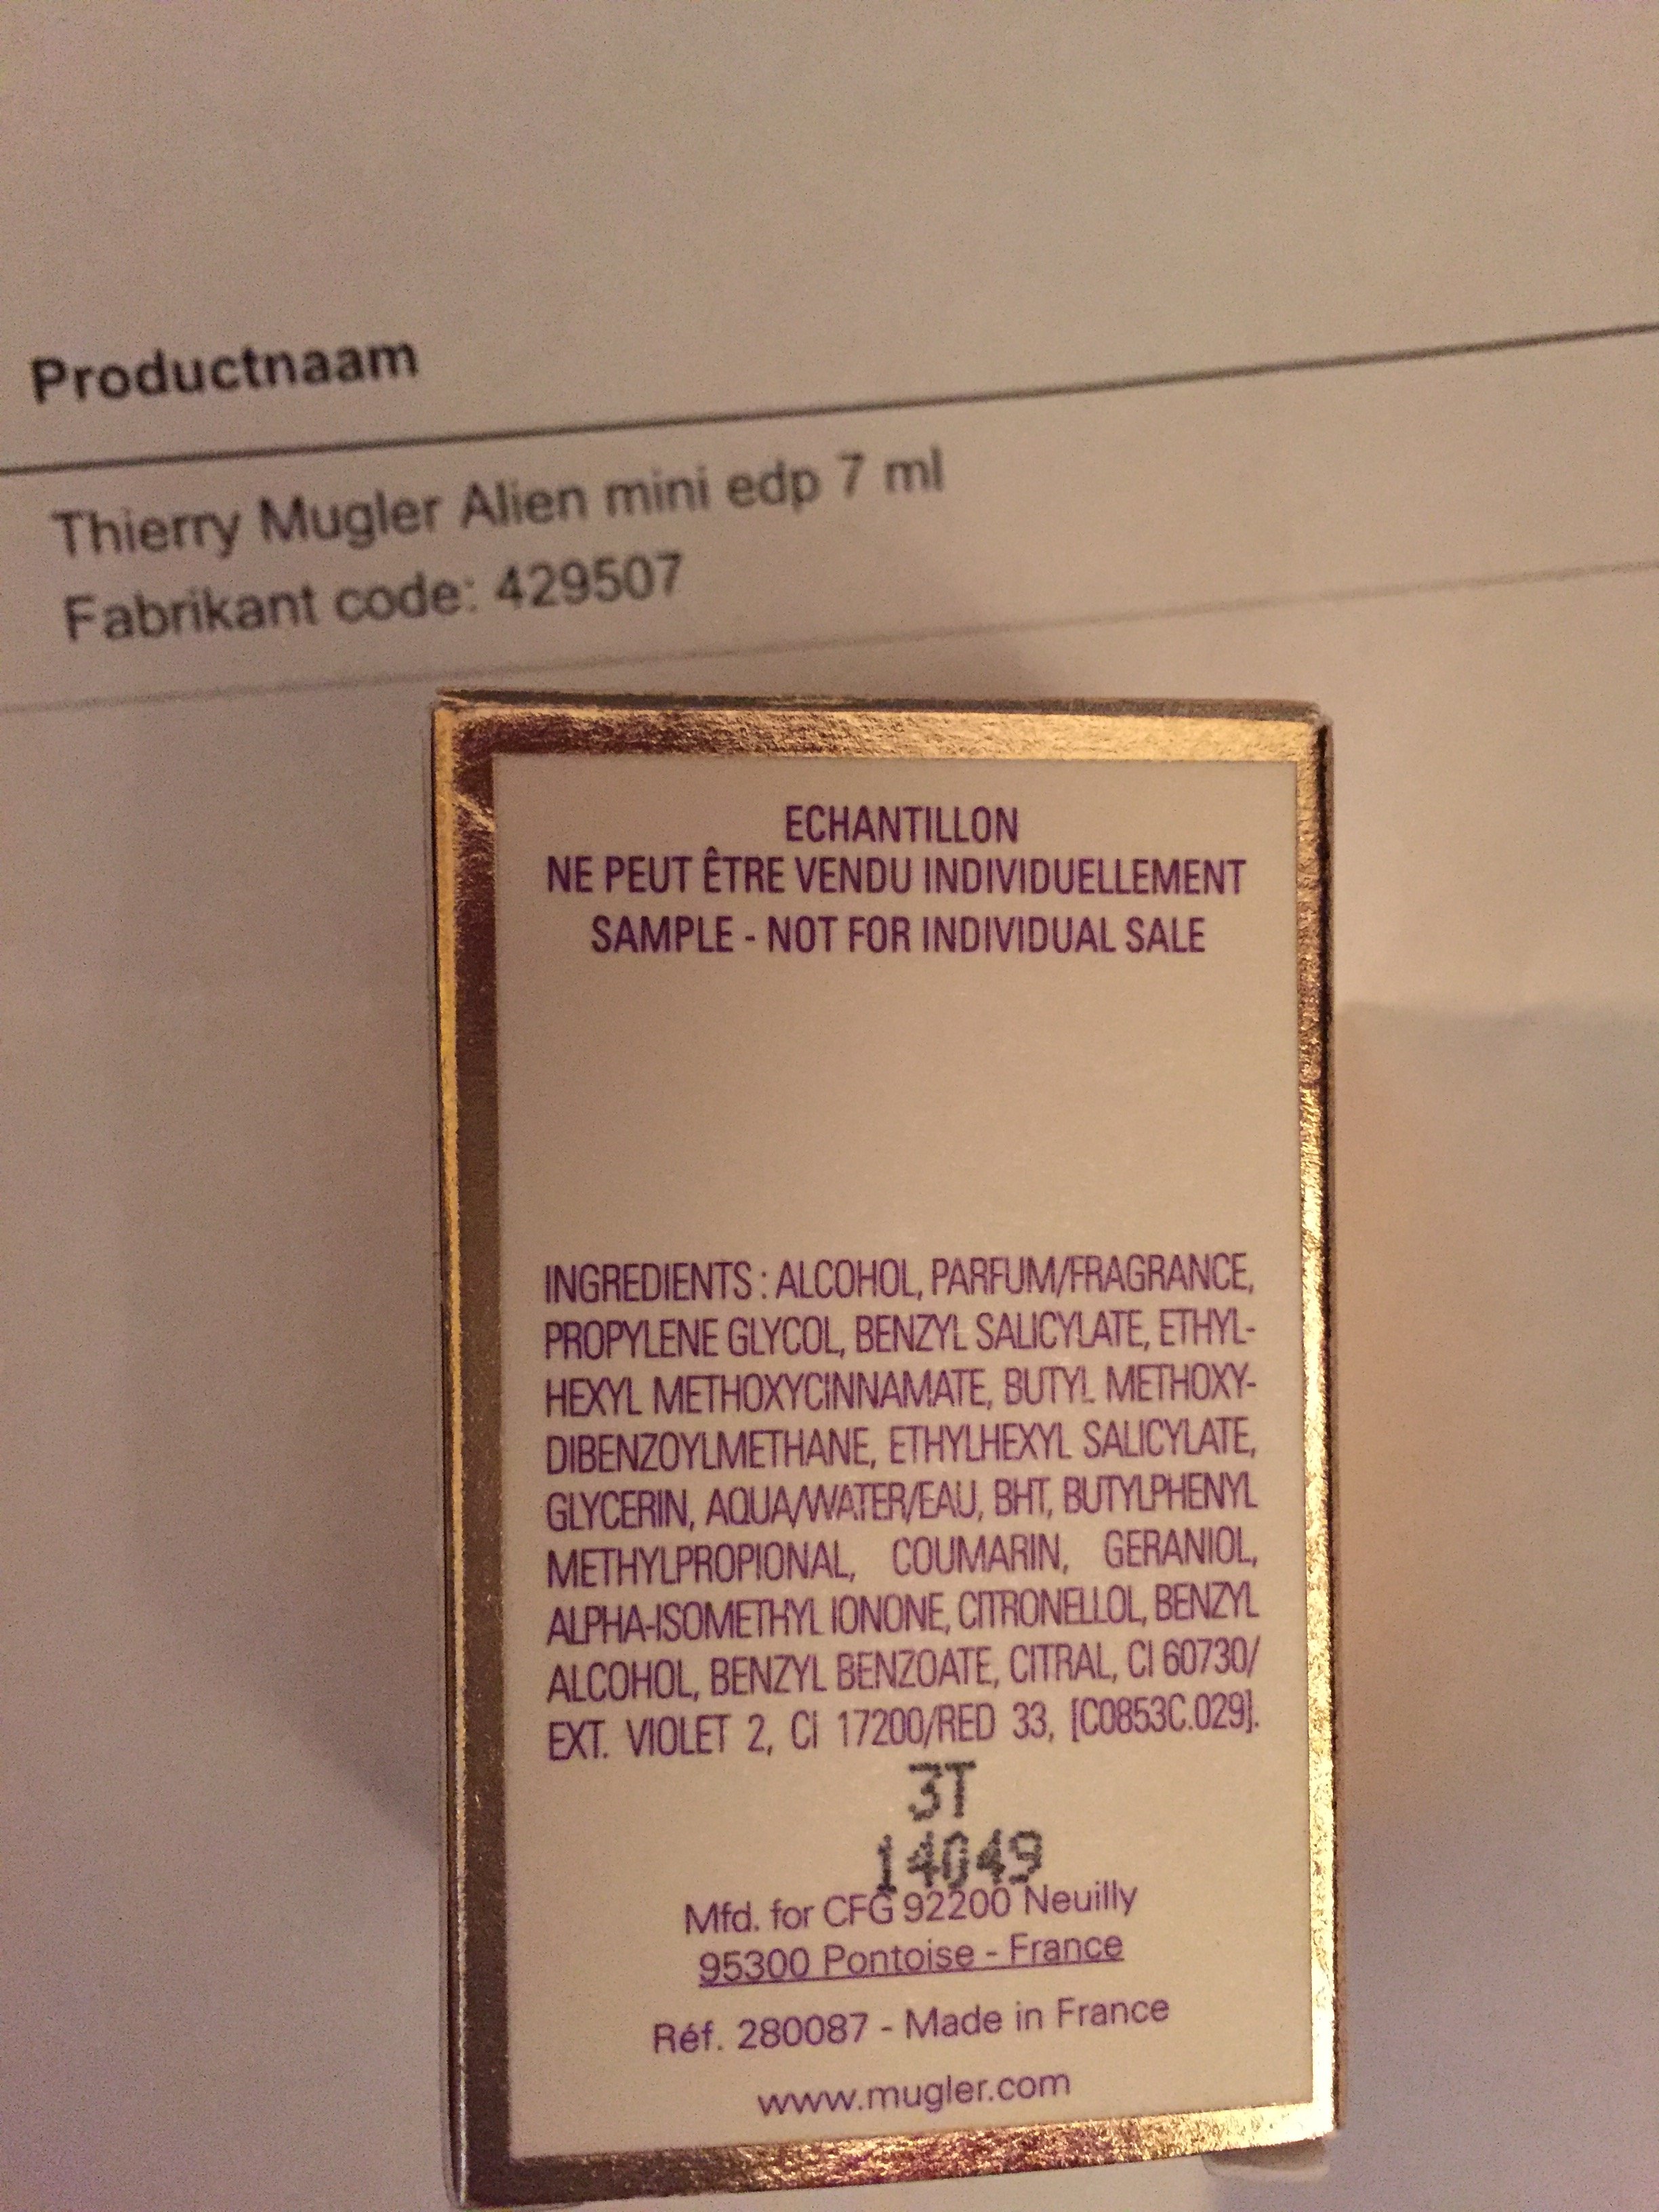 Productnaam
Thierry Mugler Alien mini edp 7 ml
Fabrikant code: 429507
ECHANTILLON
NE PEUT ÊTRE VENDU INDIVIDUELLEMENT
SAMPLE - NOT FOR INDIVIDUAL SALE
INGREDIENTS : ALCOHOL, PARFUM/FRAGRANCE,
PROPYLENE GLYCOL, BENZYL SALICYLATE, ETHYL-
HEXYL METHOXYCINNAMATE, BUTYL METHOXY-
DIBENZOYLMETHANE, ETHYLHEXYL SALICYLATE,
GLYCERIN, AQUA/WATER/EAU, BHT, BUTYLPHENYL
METHYLPROPIONAL, COUMARIN, GERANIOL,
ALPHA-ISOMETHYL IONONE, CITRONELLOL, BENZYL
ALCOHOL, BENZYL BENZOATE, CITRAL, CI 60730/
EXT. VIOLET 2, CI 17200/RED 33, [C0853C.029].
3T
14049
Mfd. for CFG 92200 Neuilly
95300 Pontoise - France
Réf. 280087 - Made in France
www.mugler.com